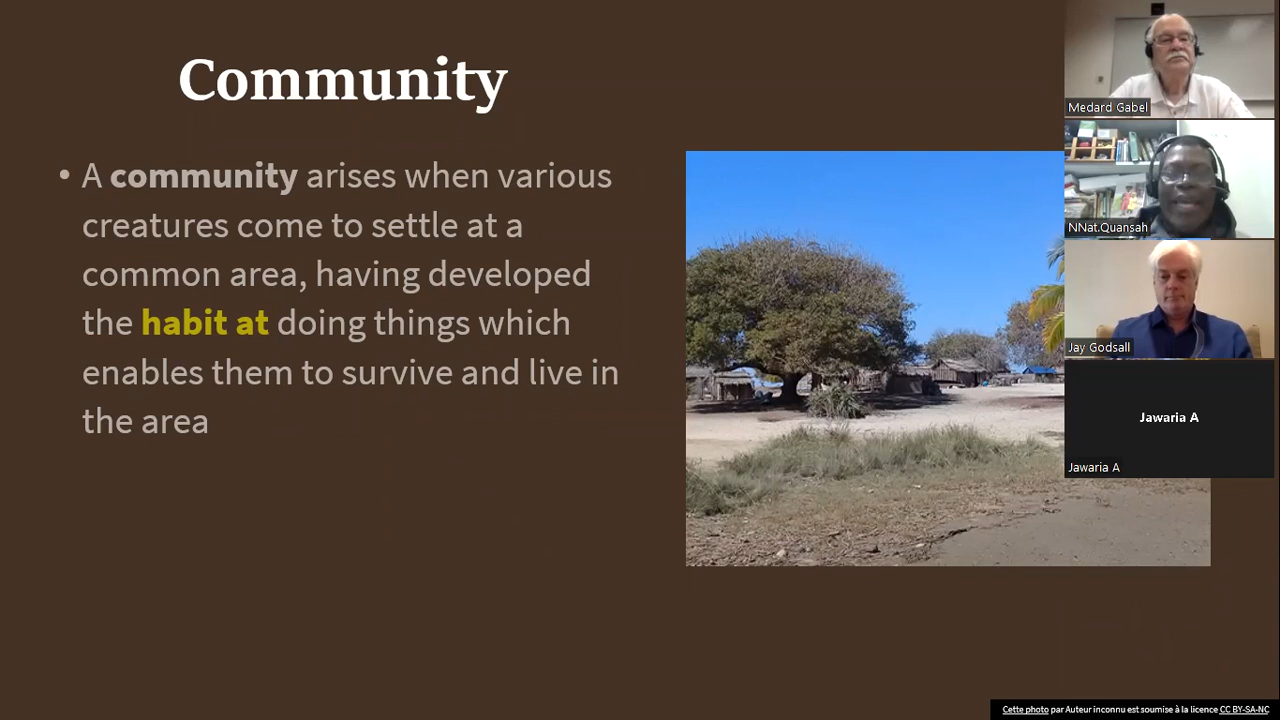 Community
• A community arises when various
creatures come to settle at a
common area, having developed
the habit at doing things which
enables them to survive and live in
the area
Medard Gabel
NNat.Quansah
Jay Godsall
Jawaria A
Jawaria A
Cette photo par Auteur inconnu est soumise à la licence CC BY-SA-NC